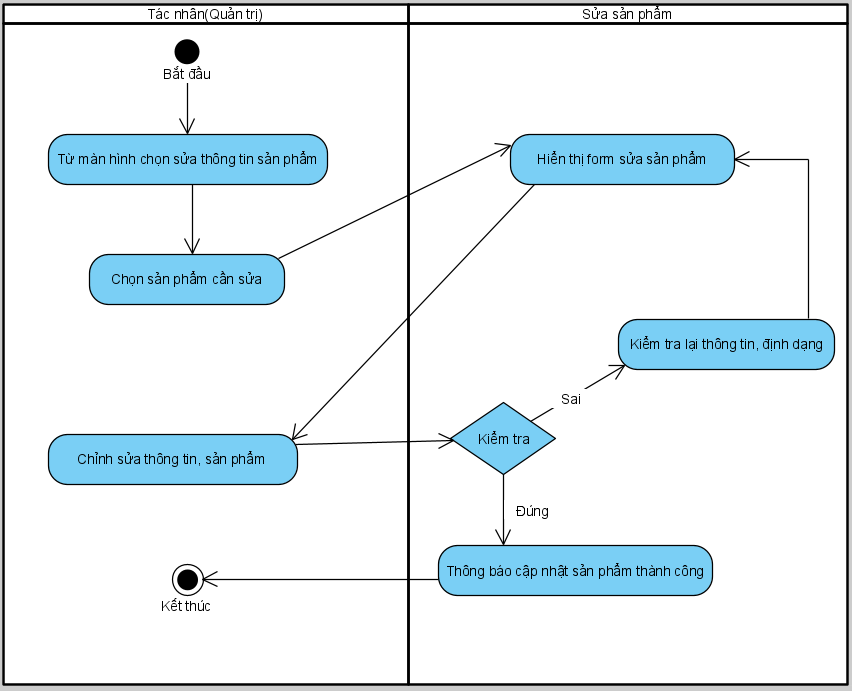 Tác nhân(Quản trị)
Sửa sản phẩm
Bắt đầu
Từ màn hình chọn sửa thông tin sản phẩm
Hiển thị form sửa sản phẩm
Chọn sản phẩm cần sửa
Kiểm tra lại thông tin, định dạng
Sai
Kiểm tra
Chỉnh sửa thông tin, sản phẩm
Đúng
Thông báo cập nhật sản phẩm thành công
Kết thúc